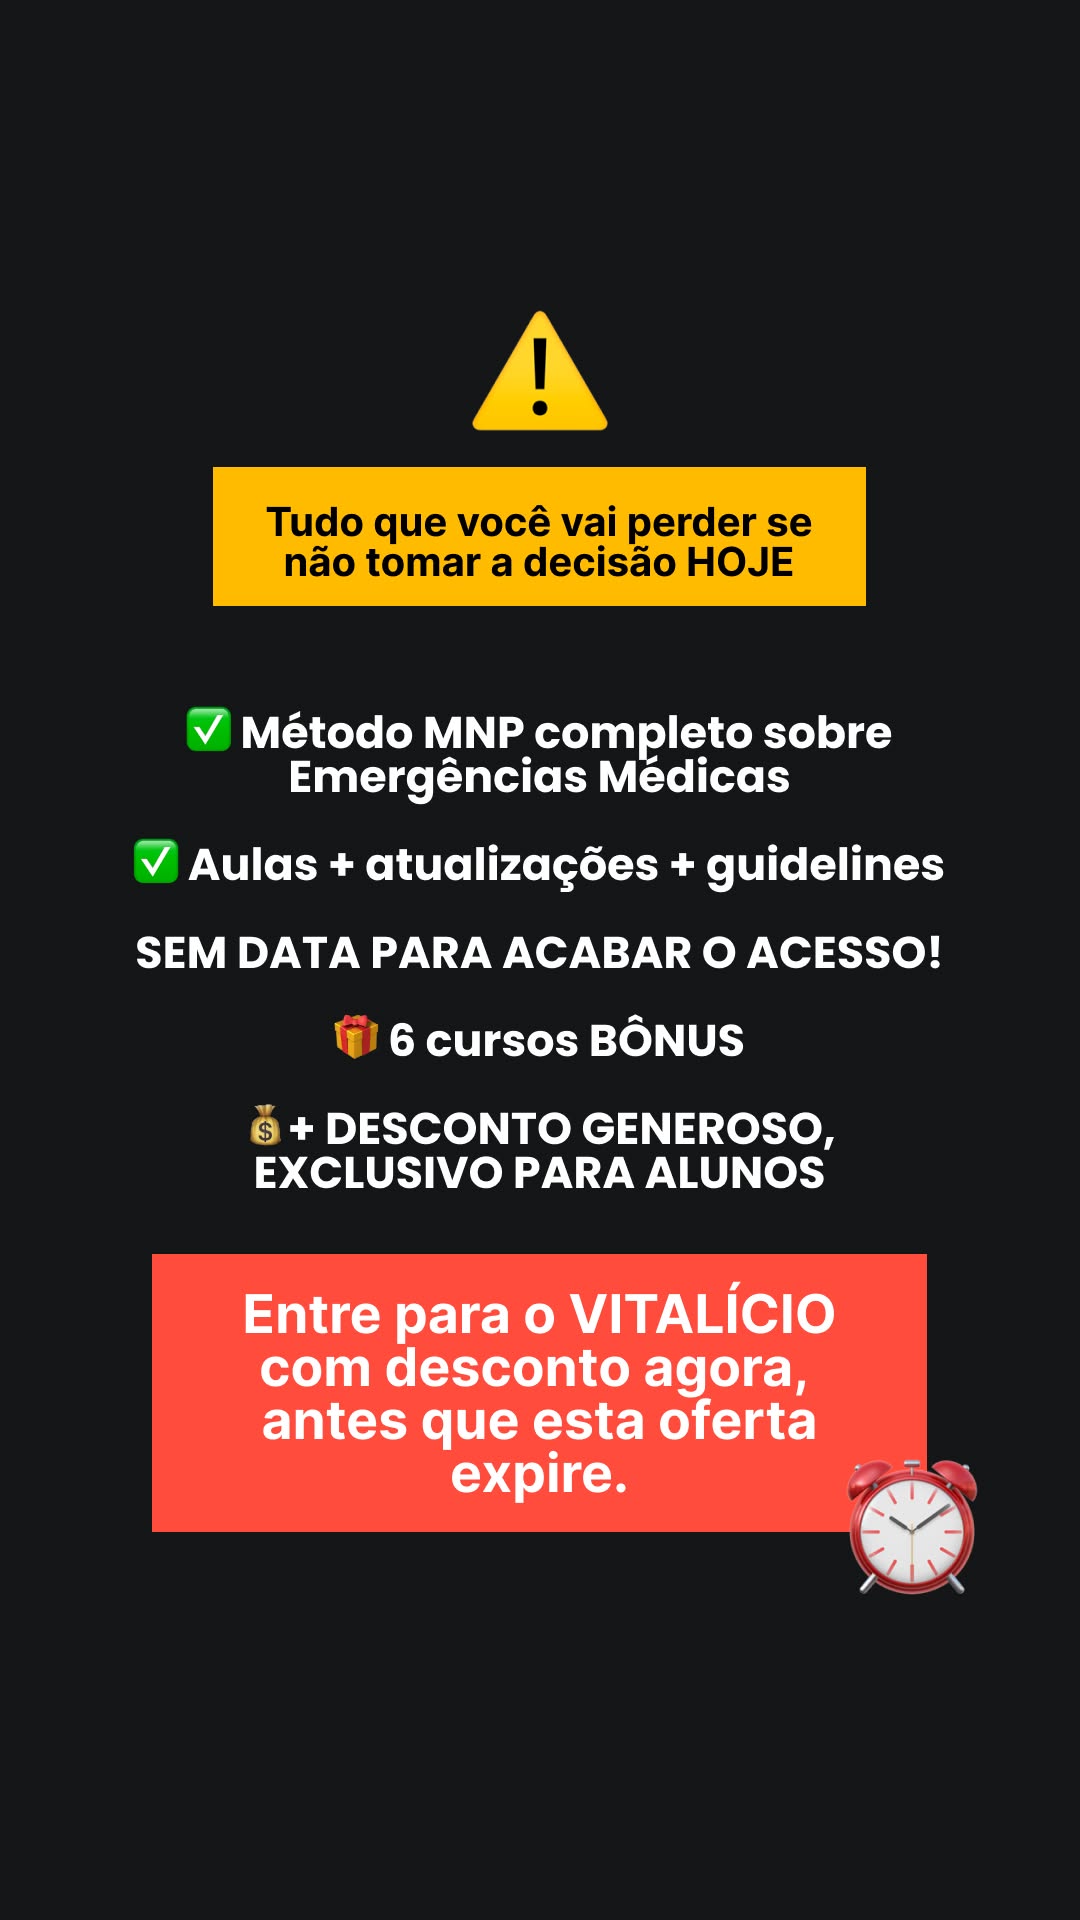 Tudo que você vai perder se
não tomar a decisão HOJE
✅ Método MNP completo sobre
Emergências Médicas
✅ Aulas + atualizações + guidelines
SEM DATA PARA ACABAR O ACESSO!
🎁 6 cursos BÔNUS
💰+ DESCONTO GENEROSO,
EXCLUSIVO PARA ALUNOS
Entre para o VITALÍCIO
com desconto agora,
antes que esta oferta
expire.